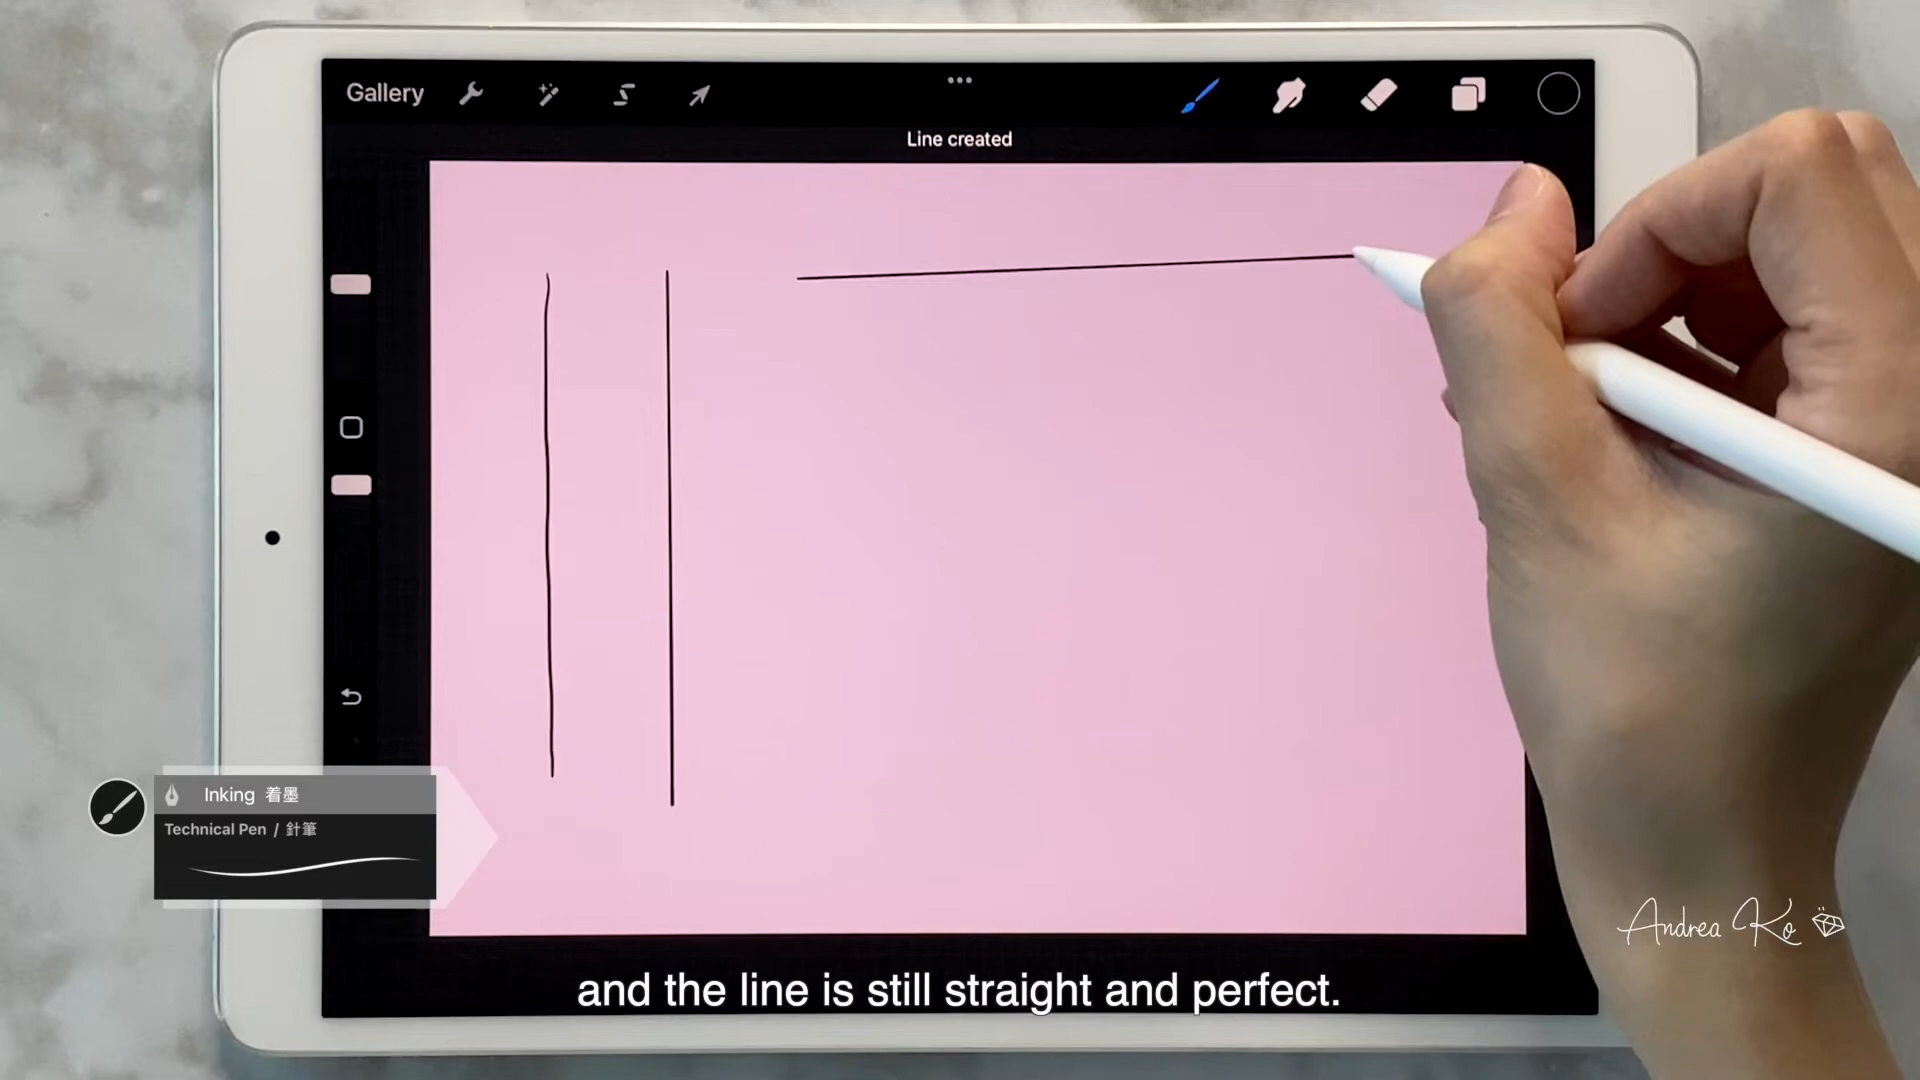 Gallery
Line created
Inking 着墨
Technical Pen / 針筆
Andrea Ko
and the line is still straight and perfect.